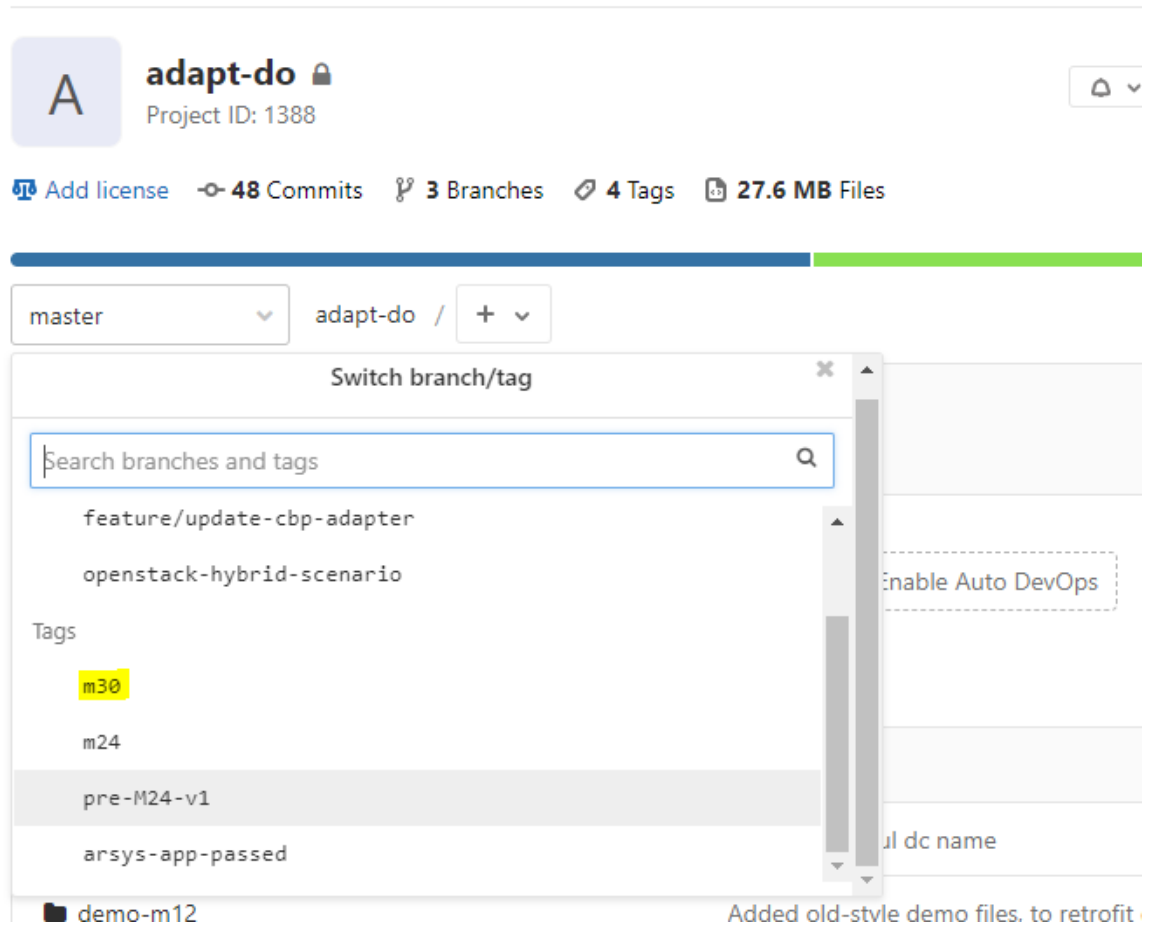 A
adapt-do
Project ID: 1388
Add license 48 Commits 3 Branches 4 Tags 27.6 MB Files
master adapt-do / +
Switch branch/tag
Search branches and tags
feature/update-cbp-adapter
openstack-hybrid-scenario
Enable Auto DevOps
Tags
m30
m24
pre-M24-v1
arsys-app-passed
dc name
demo-m12 Added old-style demo files, to retrofit